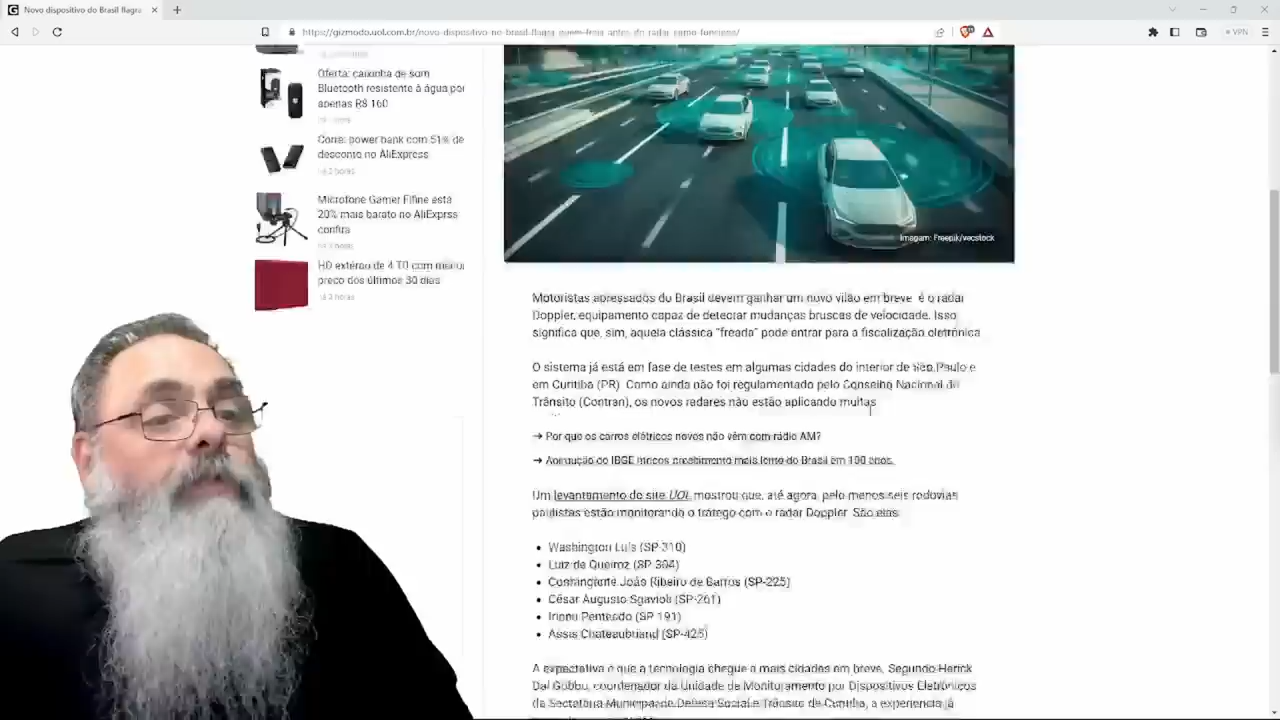 Novo dispositivo do Brasil flagra
https://gizmodo.uol.com.br/novo-dispositivo-no-brasil-flagra-quem-freia-antes-do-radar-como-funciona/
VPN
Oferta: caixinha de som
Bluetooth resistente à água por
apenas R$ 160
power bank com 51% de
desconto no AliExpress
há 2 horas
Microfone Gamer Fifine está
20% mais barato no AliExprss
confira
horas
HD externo de 4 TB com menor
preço dos últimos 30 dias
há 3 horas
Imagem: Freepik/vecstock
Motoristas apressados do Brasil devem ganhar um novo vilão em breve é o radar
Doppler, equipamento capaz de detectar mudanças bruscas de velocidade. Isso
significa que, sim, aquela clássica "freada" pode entrar para a fiscalização eletrônica
O sistema já está em fase de testes em algumas cidades do interior de São Paulo e
em Curitiba (PR). Como ainda não foi regulamentado pelo Conselho Nacional de
Trânsito (Contran), os novos radares não estão aplicando multas
→ Por que os carros elétricos novos não vêm com rádio AM?
→ do IBGE crescimento mais lento do Brasil em anos.
Um levantamento do site UOL mostrou que, até agora, pelo menos seis rodovias
paulistas estão monitorando o tráfego com o radar Doppler. São elas
• Washington Luís (SP-310)
• Luiz de Queiroz (SP-304)
• Comandante João Ribeiro de Barros (SP-225)
• César Augusto Sgavioli (SP-261)
• Irineu Penteado (SP 191)
• Assis Chateaubriand (SP-425)
A expectativa é que a tecnologia chegue a mais cidades em breve. Segundo
coordenador da Unidade de Monitoramento por Dispositivos Eletrônicos
da Secretaria Municipal de Defesa Social e Trânsito de Curitiba, a experiência já